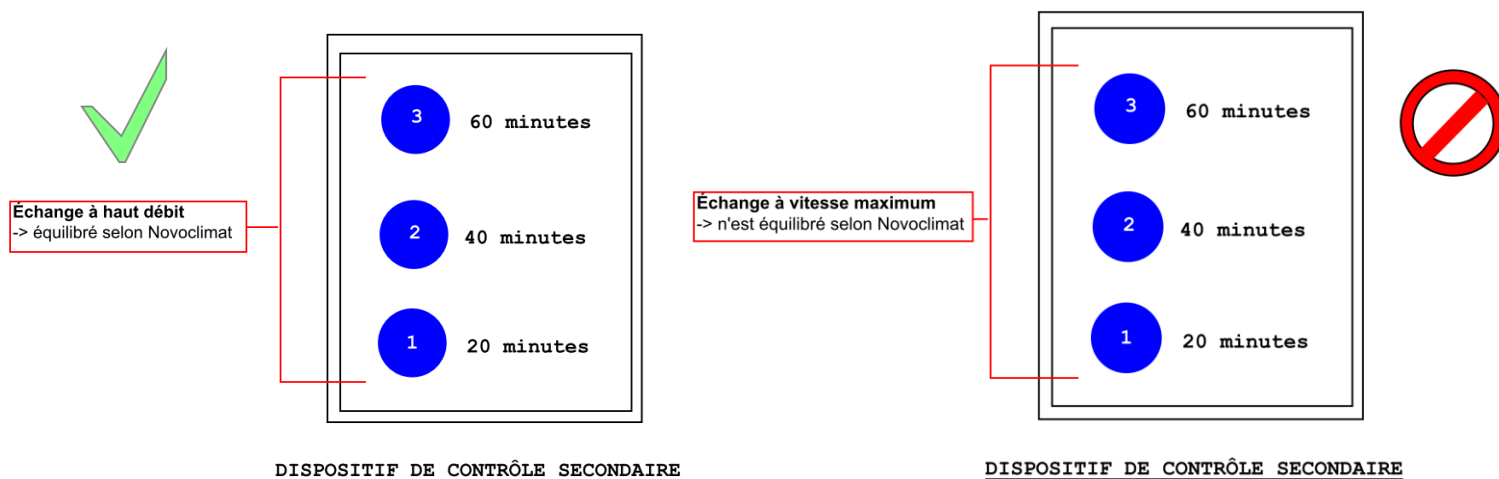 3
60 minutes
Échange à haut débit
-> équilibré selon Novoclimat
2
40 minutes
1
20 minutes
DISPOSITIF DE CONTRÔLE SECONDAIRE
3
60 minutes
Échange à vitesse maximum
-> n'est équilibré selon Novoclimat
2
40 minutes
1
20 minutes
DISPOSITIF DE CONTRÔLE SECONDAIRE